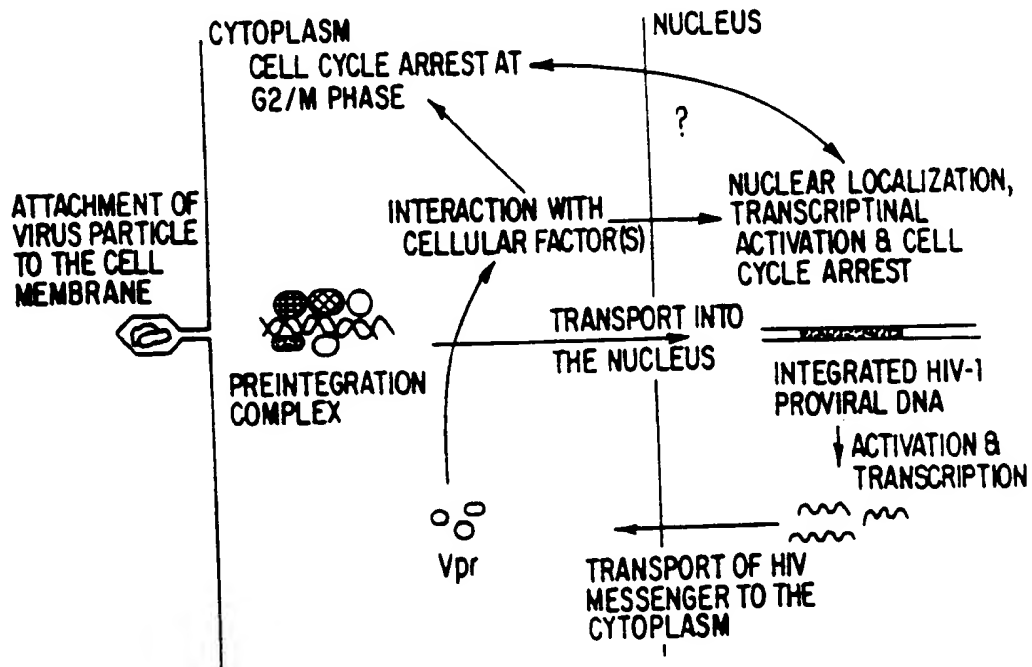 CYTOPLASM
NUCLEUS
CELL CYCLE ARREST AT
G2/M PHASE
?
ATTACHMENT OF
VIRUS PARTICLE
TO THE CELL
MEMBRANE
INTERACTION WITH
CELLULAR FACTOR(S)
NUCLEAR LOCALIZATION,
TRANSCRIPTINAL
ACTIVATION & CELL
CYCLE ARREST
PREINTEGRATION
COMPLEX
TRANSPORT INTO
THE NUCLEUS
INTEGRATED HIV-1
PROVIRAL DNA
ACTIVATION &
TRANSCRIPTION
Vpr
TRANSPORT OF HIV
MESSENGER TO THE
CYTOPLASM